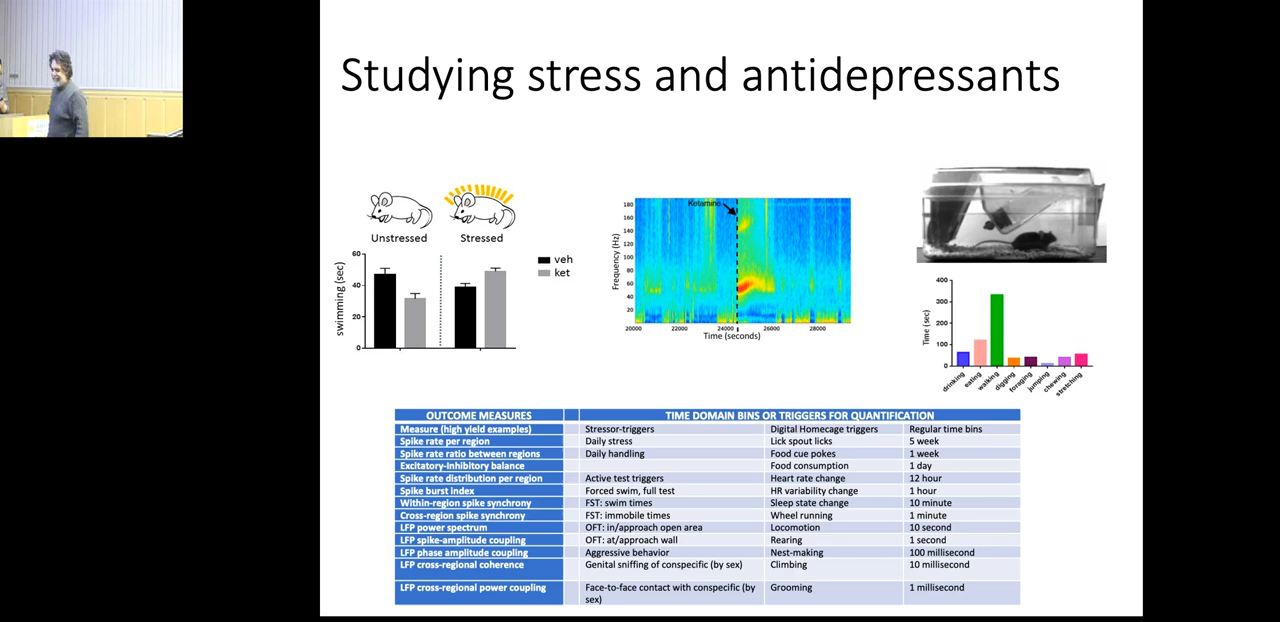 Studying stress and antidepressants
Unstressed
Stressed
veh
ket
swimming (sec)
60
40
20
0
Ketamine
Frequency (Hz)
180
160
140
120
100
80
60
40
20
20000 22000 24000 26000 28000
Time (seconds)
Time (sec)
400
300
200
100
0
drinking
eating
walking
digging
foraging
jumping
chewing
stretching
OUTCOME MEASURES TIME DOMAIN BINS OR TRIGGERS FOR QUANTIFICATION
Measure (high yield examples) Stressor-triggers Digital Homecage triggers Regular time bins
Spike rate per region Daily stress Lick spout licks 5 week
Spike rate ratio between regions Daily handling Food cue pokes 1 week
Excitatory-Inhibitory balance Food consumption 1 day
Spike rate distribution per region Active test triggers Heart rate change 12 hour
Spike burst index Forced swim, full test HR variability change 1 hour
Within-region spike synchrony FST: swim times Sleep state change 10 minute
Cross-region spike synchrony FST: immobile times Wheel running 1 minute
LFP power spectrum OFT: in/approach open area Locomotion 10 second
LFP spike-amplitude coupling OFT: at/approach wall Rearing 1 second
LFP phase amplitude coupling Aggressive behavior Nest-making 100 millisecond
LFP cross-regional coherence Genital sniffing of conspecific (by sex) Climbing 10 millisecond
LFP cross-regional power coupling Face-to-face contact with conspecific (by Grooming 1 millisecond
sex)